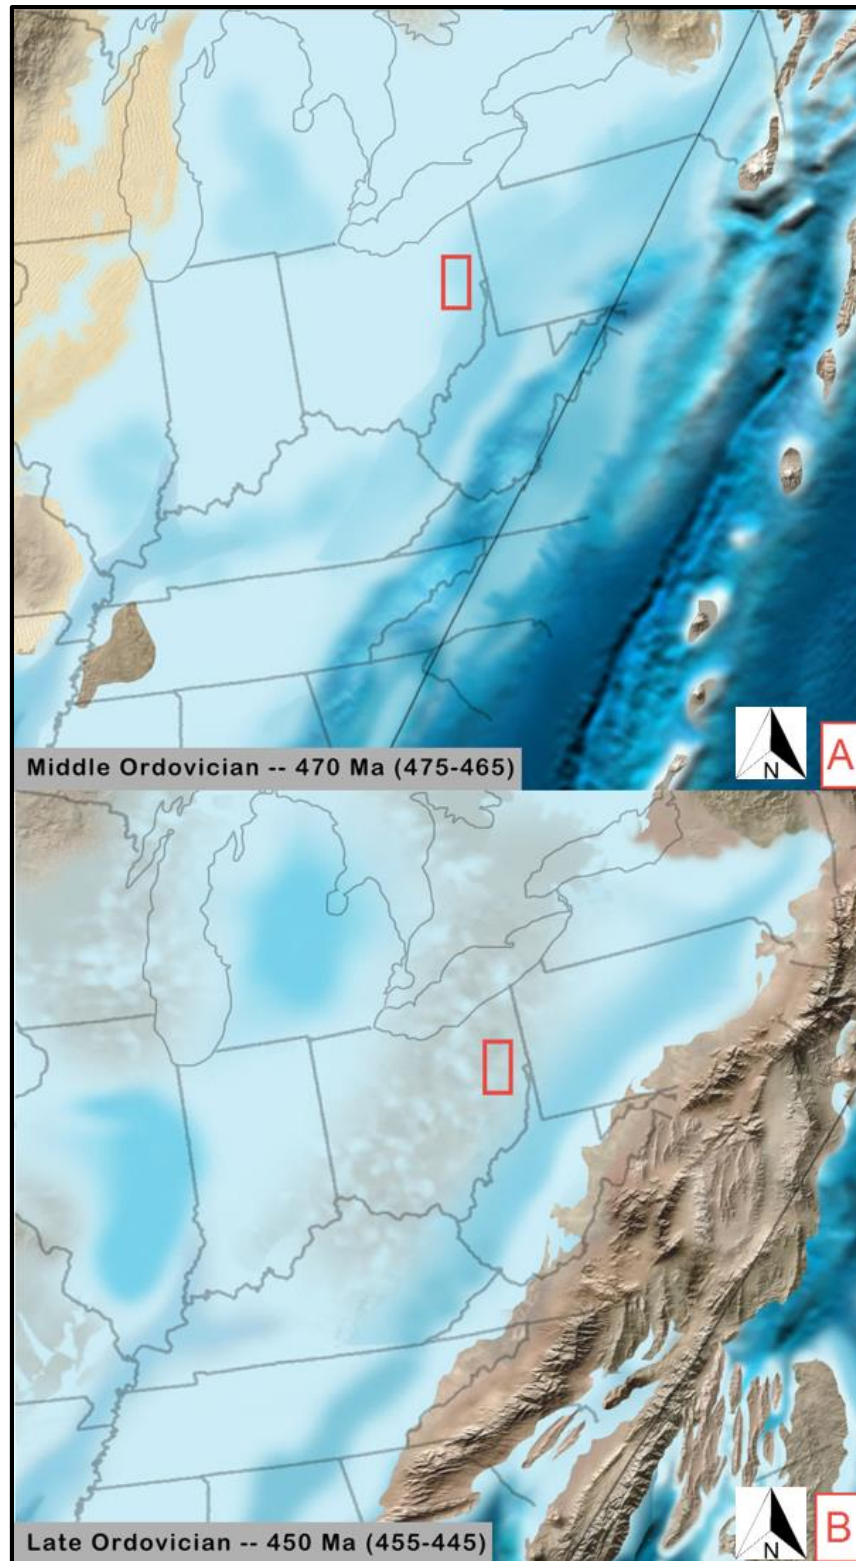 N
A
Middle Ordovician -- 470 Ma (475-465)
N
B
Late Ordovician -- 450 Ma (455-445)